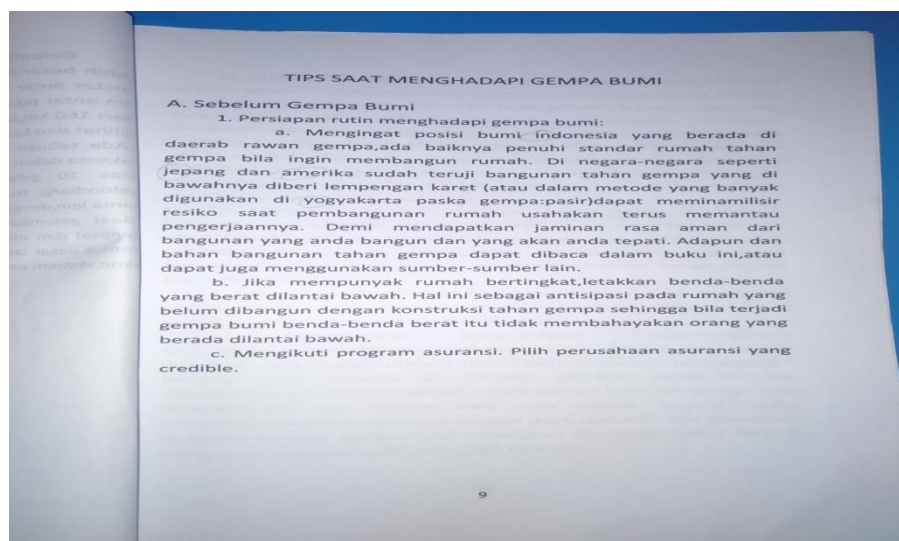 TIPS SAAT MENGHADAPI GEMPA BUMI
A. Sebelum Gempa Bumi
1. Persiapan rutin menghadapi gempa bumi:
a. Mengingat posisi bumi indonesia yang berada di
daerab rawan gempa,ada baiknya penuhi standar rumah tahan
gempa bila ingin membangun rumah. Di negara-negara seperti
jepang dan amerika sudah teruji bangunan tahan gempa yang di
bawahnya diberi lempengan karet (atau dalam metode yang banyak
digunakan di yogyakarta paska gempa:pasir)dapat meminamilisir
resiko saat pembangunan rumah usahakan terus memantau
pengerjaannya. Demi mendapatkan jaminan rasa aman dari
bangunan yang anda bangun dan yang akan anda tepati. Adapun dan
bahan bangunan tahan gempa dapat dibaca dalam buku ini,atau
dapat juga menggunakan sumber-sumber lain.
b. Jika mempunyak rumah bertingkat,letakkan benda-benda
yang berat dilantai bawah. Hal ini sebagai antisipasi pada rumah yang
belum dibangun dengan konstruksi tahan gempa sehingga bila terjadi
gempa bumi benda-benda berat itu tidak membahayakan orang yang
berada dilantai bawah.
c. Mengikuti program asuransi. Pilih perusahaan asuransi yang
credible.
9